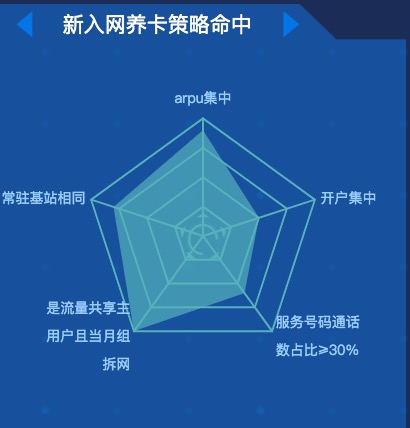 新入网养卡策略命中
arpu集中
常驻基站相同
开户集中
是流量共享主
用户且当月组
拆网
服务号码通话
数占比≥30%